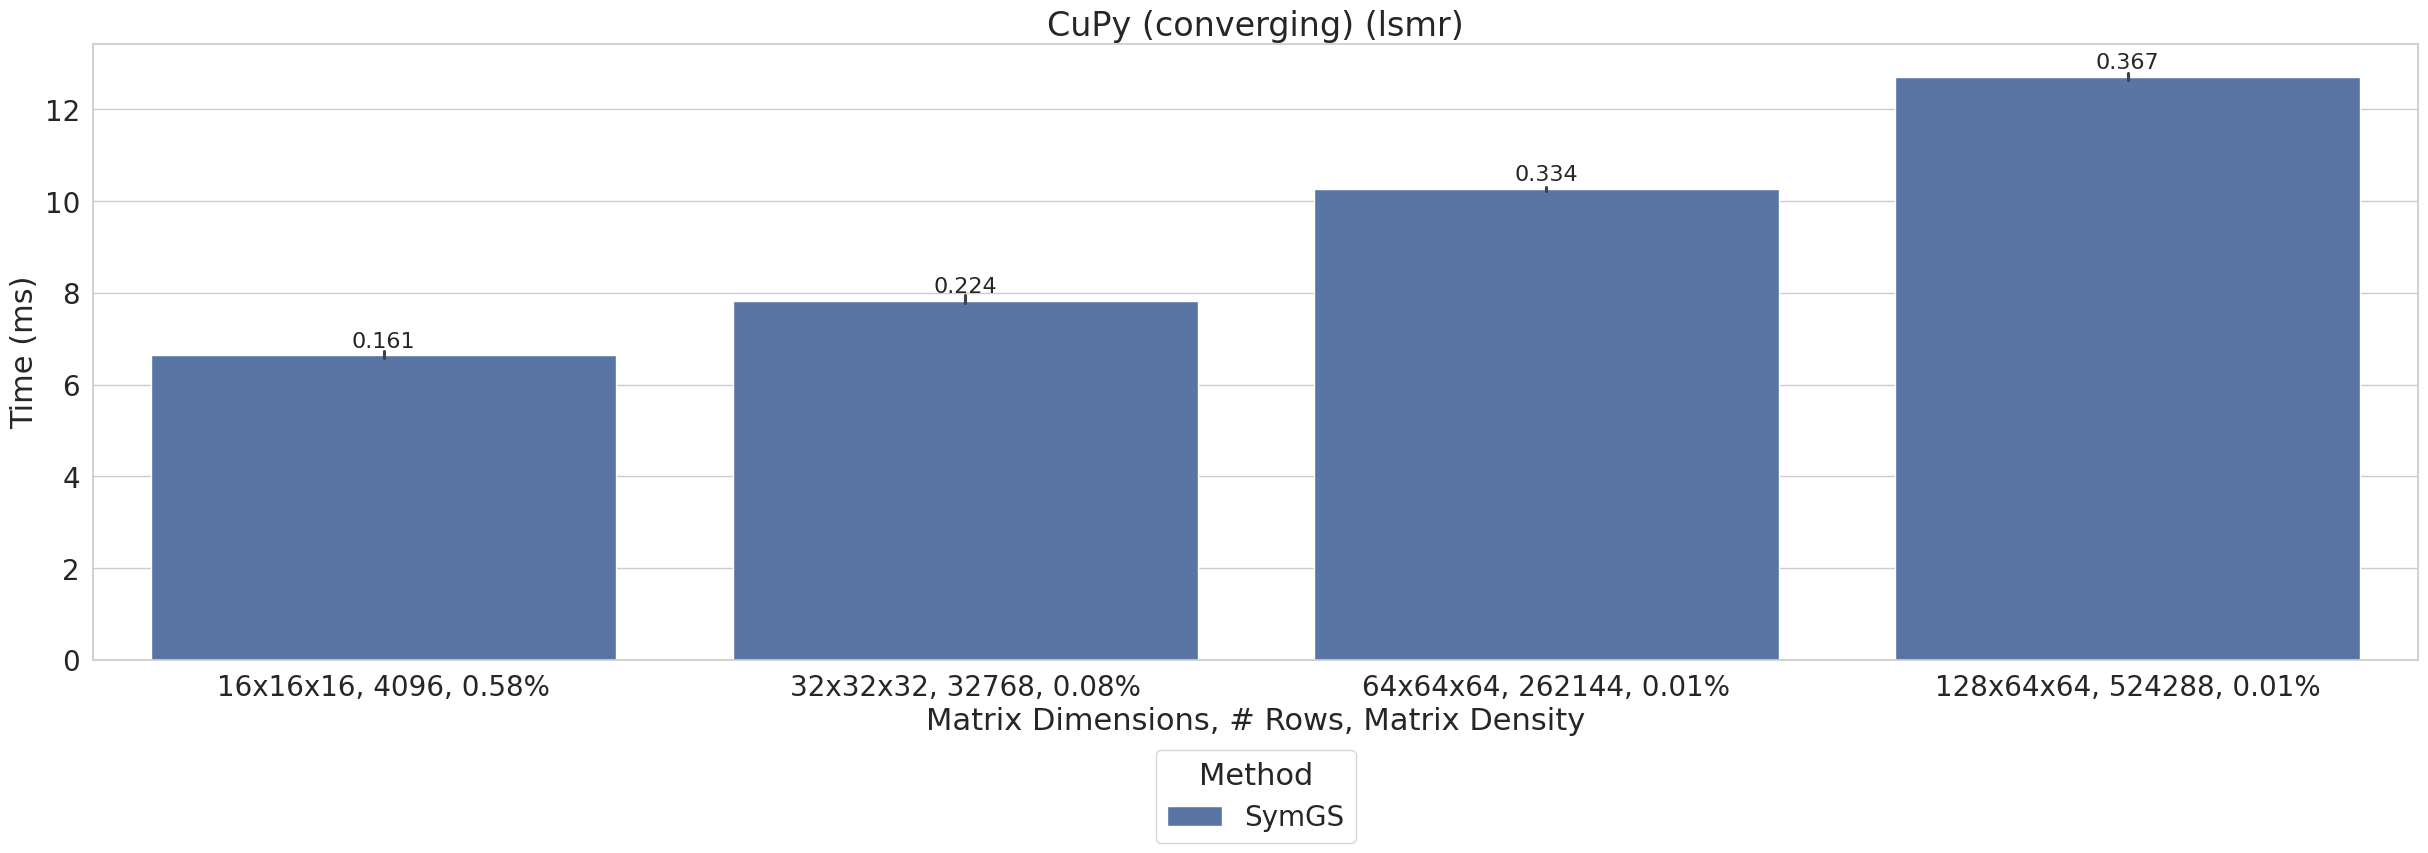 CuPy (converging) (lsmr)
Time (ms)
12
10
8
6
4
2
0
0.161
0.224
0.334
0.367
16x16x16, 4096, 0.58%
32x32x32, 32768, 0.08%
64x64x64, 262144, 0.01%
128x64x64, 524288, 0.01%
Matrix Dimensions, # Rows, Matrix Density
Method
SymGS